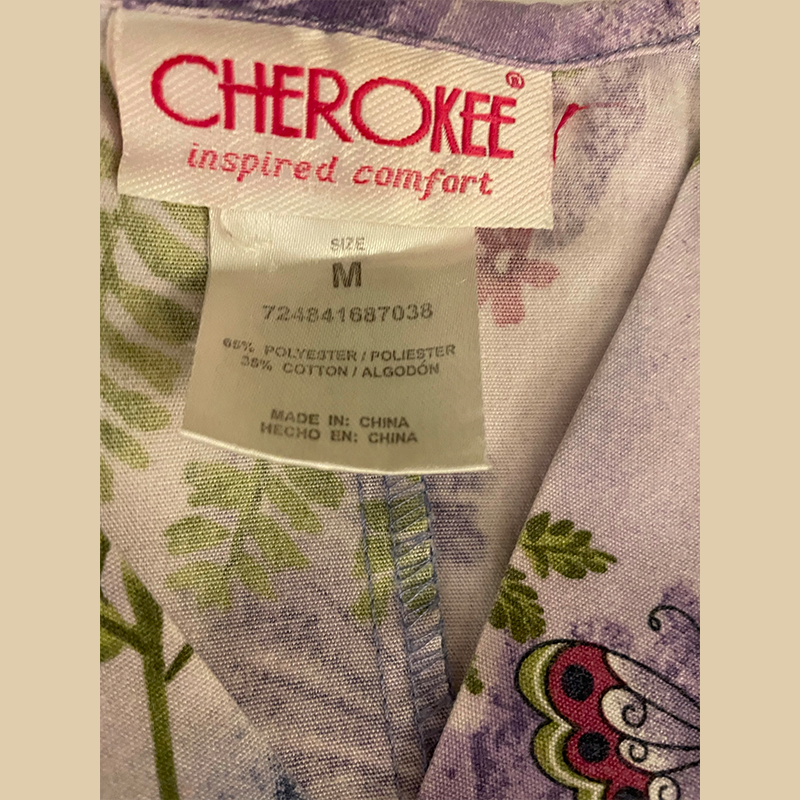 CHEROKEE®
inspired comfort
SIZE
M
724841687038
65% POLYESTER / POLIESTER
35% COTTON / ALGODÓN
MADE IN: CHINA
HECHO EN: CHINA